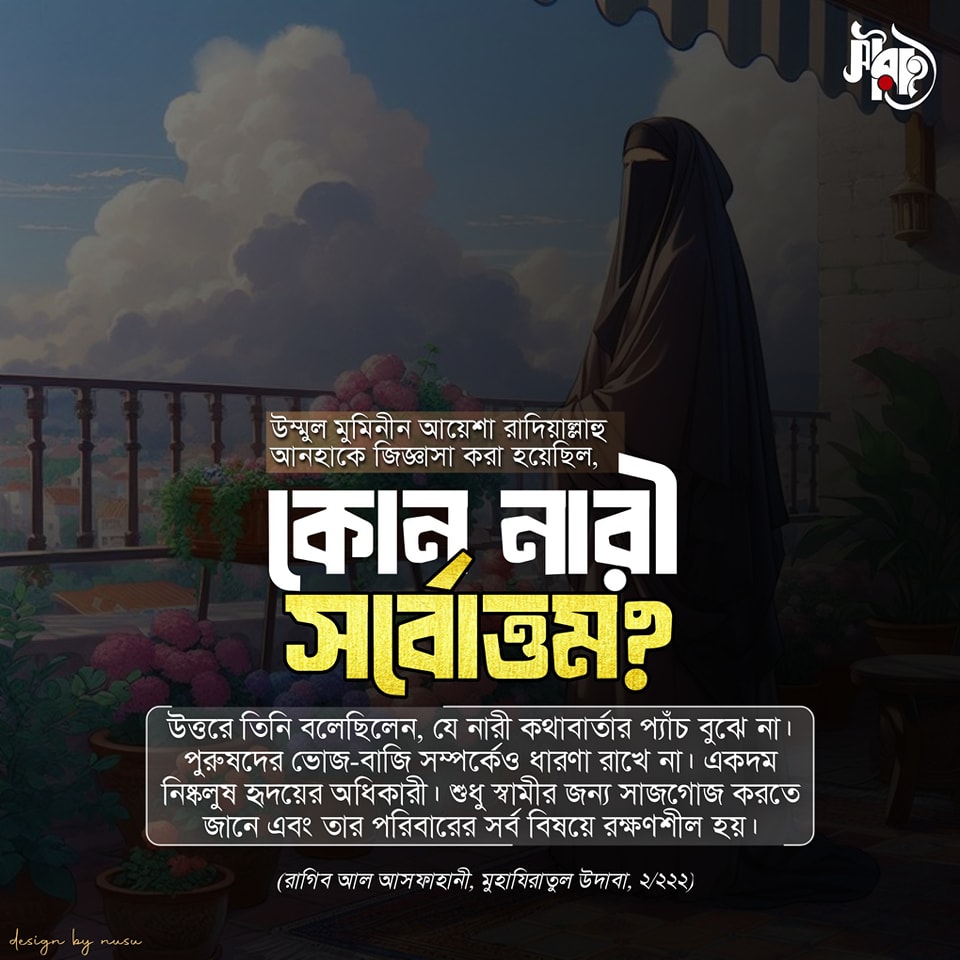 উম্মুল মুমিনীন আয়েশা রাদিয়াল্লাহু
আনহাকে জিজ্ঞাসা করা হয়েছিল,
কোন নারী
সর্বোত্তম?
উত্তরে তিনি বলেছিলেন, যে নারী কথাবার্তার প্যাঁচ বুঝে না।
পুরুষদের ভোজ-বাজি সম্পর্কেও ধারণা রাখে না। একদম
নিষ্কলুষ হৃদয়ের অধিকারী। শুধু স্বামীর জন্য সাজগোজ করতে
জানে এবং তার পরিবারের সর্ব বিষয়ে রক্ষণশীল হয়।
(রাগিব আল আসফাহানী, মুহাযিরাতুল উদাবা, ২/২২২)
design by nusu